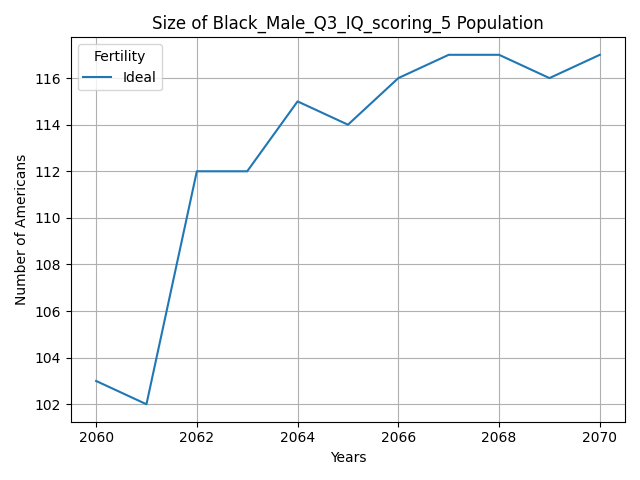 Size of Black_Male_Q3_IQ_scoring_5 Population
Fertility
Ideal
Number of Americans
116
114
112
110
108
106
104
102
2060
2062
2064
2066
2068
2070
Years